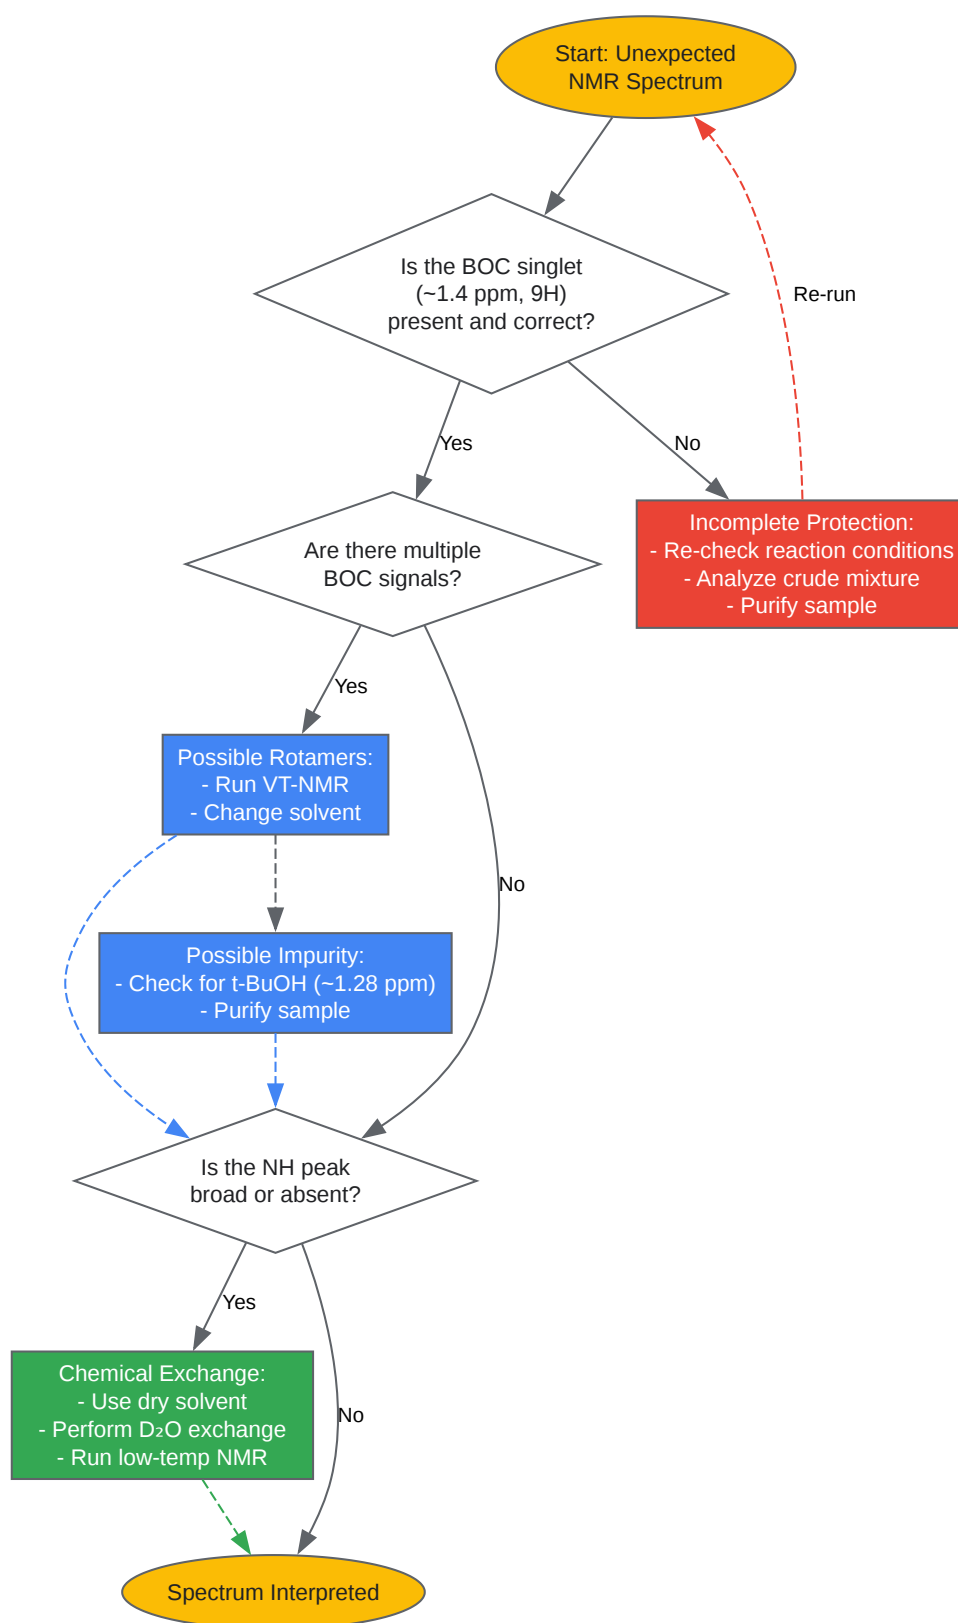 Start: Unexpected
NMR Spectrum
Is the BOC singlet
(~1.4 ppm, 9H)
present and correct?
Re-run
Yes
No
Are there multiple
BOC signals?
Incomplete Protection:
- Re-check reaction conditions
- Analyze crude mixture
- Purify sample
Yes
Possible Rotamers:
- Run VT-NMR
- Change solvent
No
Possible Impurity:
- Check for t-BuOH (~1.28 ppm)
- Purify sample
Is the NH peak
broad or absent?
Yes
Chemical Exchange:
- Use dry solvent
- Perform D₂O exchange
- Run low-temp NMR
No
Spectrum Interpreted